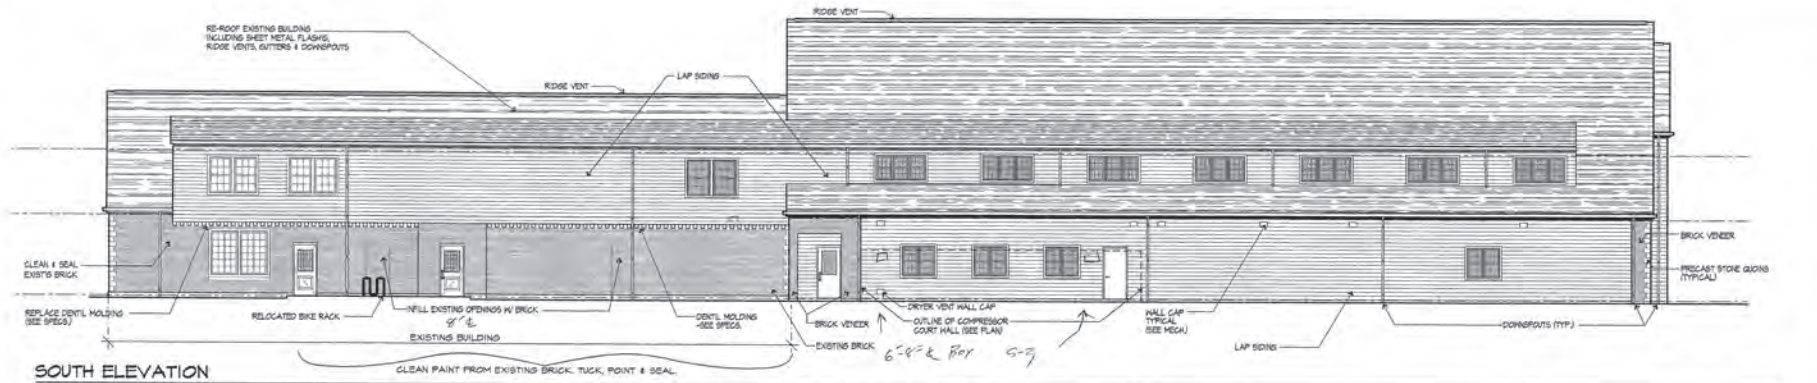 RIDGE VENT
RE-ROOF EXISTING BUILDING
INCLUDING SHEET METAL FLASH'G,
RIDGE VENTS, GUTTERS & DOWNSPOUTS
LAP SIDING
RIDGE VENT
CLEAN & SEAL
EXIST'G BRICK
BRICK VENEER
PRECAST STONE QUOINS
(TYPICAL)
REPLACE DENTIL MOLDING
(SEE SPECS.)
RELOCATED BIKE RACK
INFILL EXISTING OPENINGS W/ BRICK
DENTIL MOLDING
-SEE SPECS.
BRICK VENEER
DRYER VENT WALL CAP
OUTLINE OF COMPRESSOR
COURT WALL (SEE PLAN)
WALL CAP
TYPICAL
(SEE MECH.)
DOWNSPOUTS (TYP.)
EXISTING BUILDING
EXISTING BRICK
LAP SIDING
CLEAN PAINT FROM EXISTING BRICK. TUCK, POINT & SEAL.
SOUTH ELEVATION